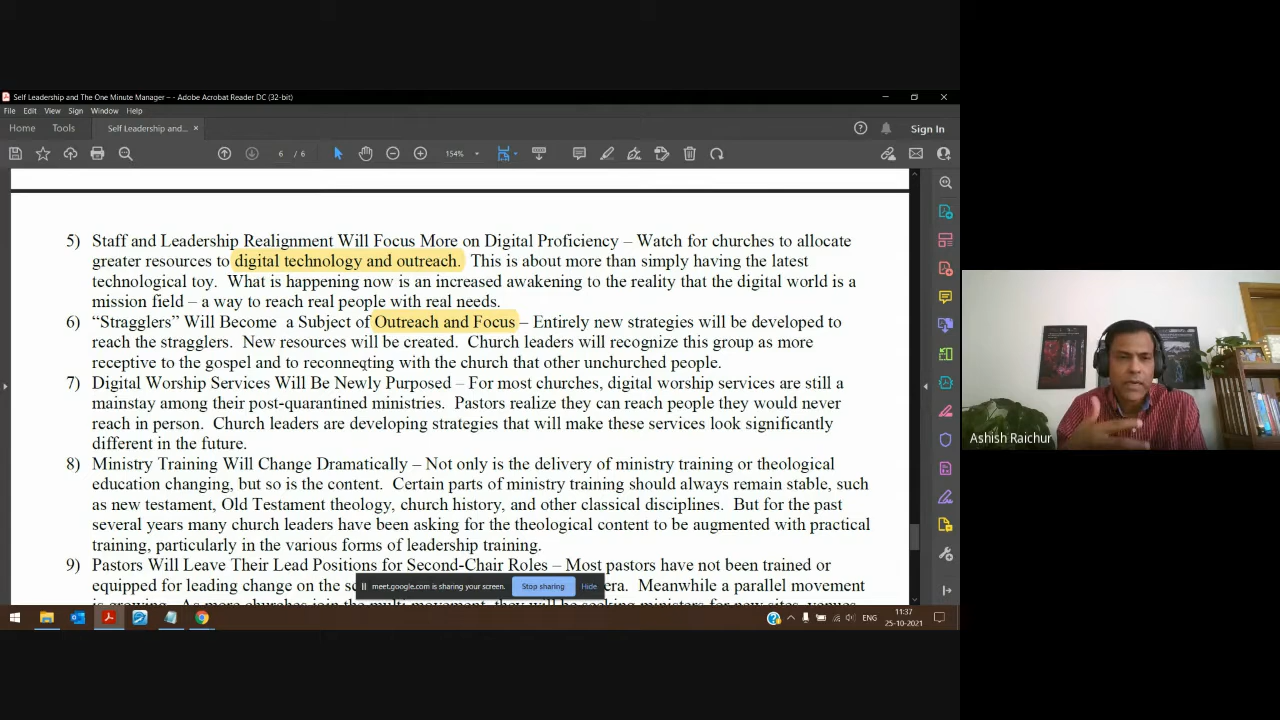 Self Leadership and The One Minute Manager – - Adobe Acrobat Reader DC (32-bit)
File Edit View Sign Window Help
Home Tools Self Leadership and... × Sign In
6 / 6 154%
5) Staff and Leadership Realignment Will Focus More on Digital Proficiency – Watch for churches to allocate
greater resources to digital technology and outreach. This is about more than simply having the latest
technological toy. What is happening now is an increased awakening to the reality that the digital world is a
mission field – a way to reach real people with real needs.
6) “Stragglers” Will Become a Subject of Outreach and Focus – Entirely new strategies will be developed to
reach the stragglers. New resources will be created. Church leaders will recognize this group as more
receptive to the gospel and to reconnecting with the church that other unchurched people.
7) Digital Worship Services Will Be Newly Purposed – For most churches, digital worship services are still a
mainstay among their post-quarantined ministries. Pastors realize they can reach people they would never
reach in person. Church leaders are developing strategies that will make these services look significantly
different in the future.
8) Ministry Training Will Change Dramatically – Not only is the delivery of ministry training or theological
education changing, but so is the content. Certain parts of ministry training should always remain stable, such
as new testament, Old Testament theology, church history, and other classical disciplines. But for the past
several years many church leaders have been asking for the theological content to be augmented with practical
training, particularly in the various forms of leadership training.
9) Pastors Will Leave Their Lead Positions for Second-Chair Roles – Most pastors have not been trained or
equipped for leading change on the era. Meanwhile a parallel movement
meet.google.com is sharing your screen. Stop sharing Hide
Ashish Raichur
ENG
11:37
25-10-2021